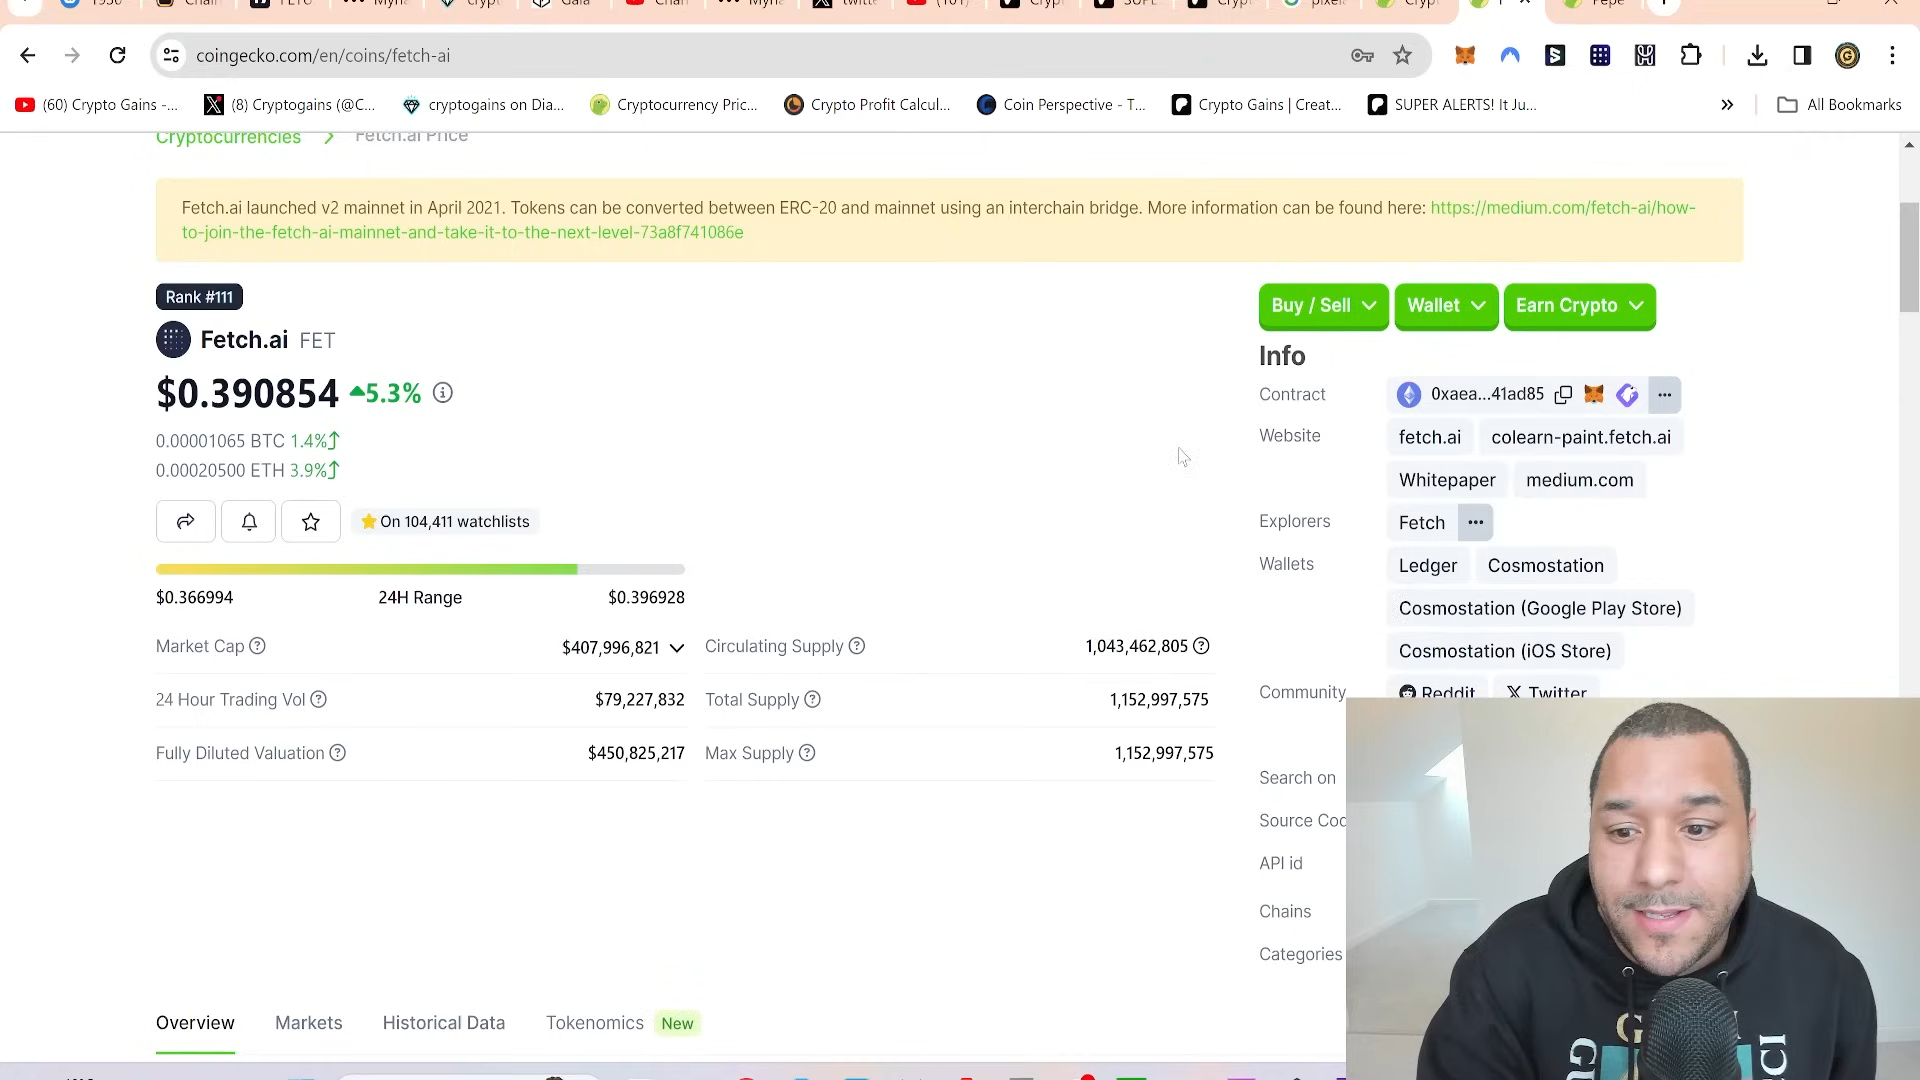 coingecko.com/en/coins/fetch-ai
(60) Crypto Gains -... (8) Cryptogains (@C... cryptogains on Dia... Cryptocurrency Pric... Crypto Profit Calcul... Coin Perspective - T... Crypto Gains | Creat... SUPER ALERTS! It Ju... » All Bookmarks
Cryptocurrencies > Fetch.ai Price
Fetch.ai launched v2 mainnet in April 2021. Tokens can be converted between ERC-20 and mainnet using an interchain bridge. More information can be found here: https://medium.com/fetch-ai/how-
to-join-the-fetch-ai-mainnet-and-take-it-to-the-next-level-73a8f741086e
Rank #111
Fetch.ai FET
$0.390854 5.3%
0.00001065 BTC 1.4%
0.00020500 ETH 3.9%
On 104,411 watchlists
$0.366994 24H Range $0.396928
Market Cap $407,996,821
24 Hour Trading Vol $79,227,832
Fully Diluted Valuation $450,825,217
Circulating Supply 1,043,462,805
Total Supply 1,152,997,575
Max Supply 1,152,997,575
Buy / Sell Wallet Earn Crypto
Info
Contract 0xaea...41ad85
Website fetch.ai colearn-paint.fetch.ai
Whitepaper medium.com
Explorers Fetch
Wallets Ledger Cosmostation
Cosmostation (Google Play Store)
Cosmostation (iOS Store)
Community Reddit Twitter
Search on
Source Coc
API id
Chains
Categories
Overview Markets Historical Data Tokenomics New